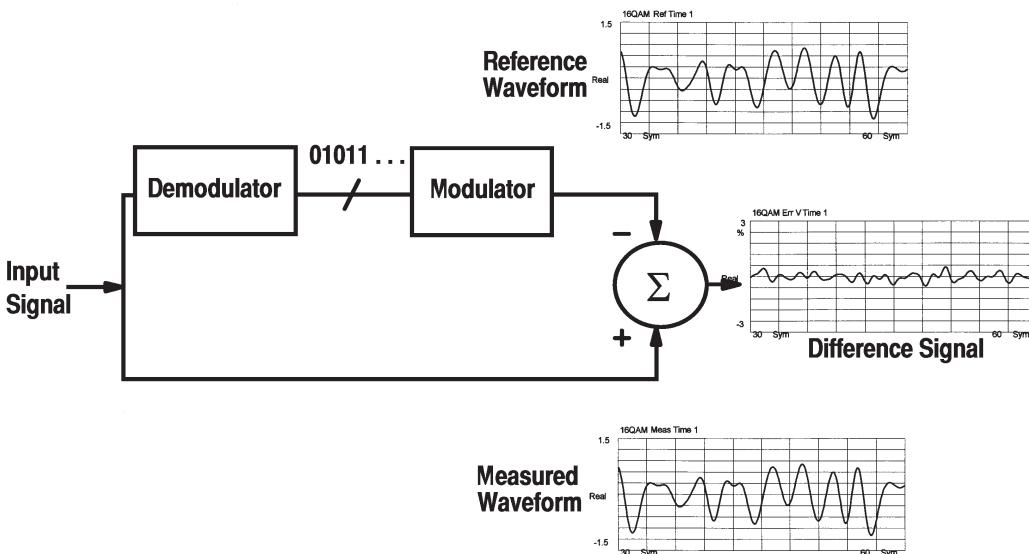 16QAM Ref Time 1
1.5
Reference
Waveform
Real
-1.5
30 Sym
60 Sym
01011 . . .
Demodulator
Modulator
16QAM Err V Time 1
3
%
−
Input
Signal
Σ
Real
+
-3
30 Sym
60 Sym
Difference Signal
16QAM Meas Time 1
1.5
Measured
Waveform
Real
-1.5
30 Sym
60 Sym